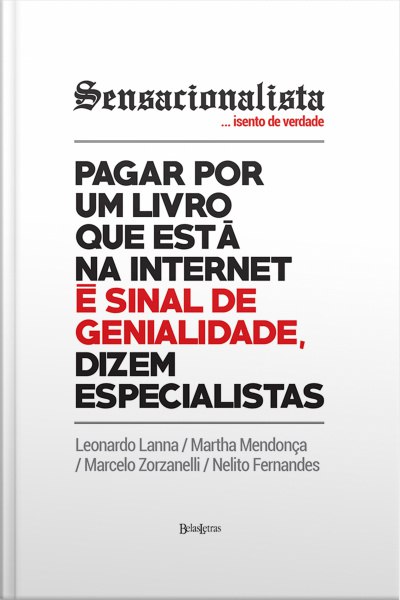 Sensacionalista
... isento de verdade
PAGAR POR
UM LIVRO
QUE ESTÁ
NA INTERNET
É SINAL DE
GENIALIDADE,
DIZEM
ESPECIALISTAS
Leonardo Lanna / Martha Mendonça
/ Marcelo Zorzanelli / Nelito Fernandes
BelasLetras